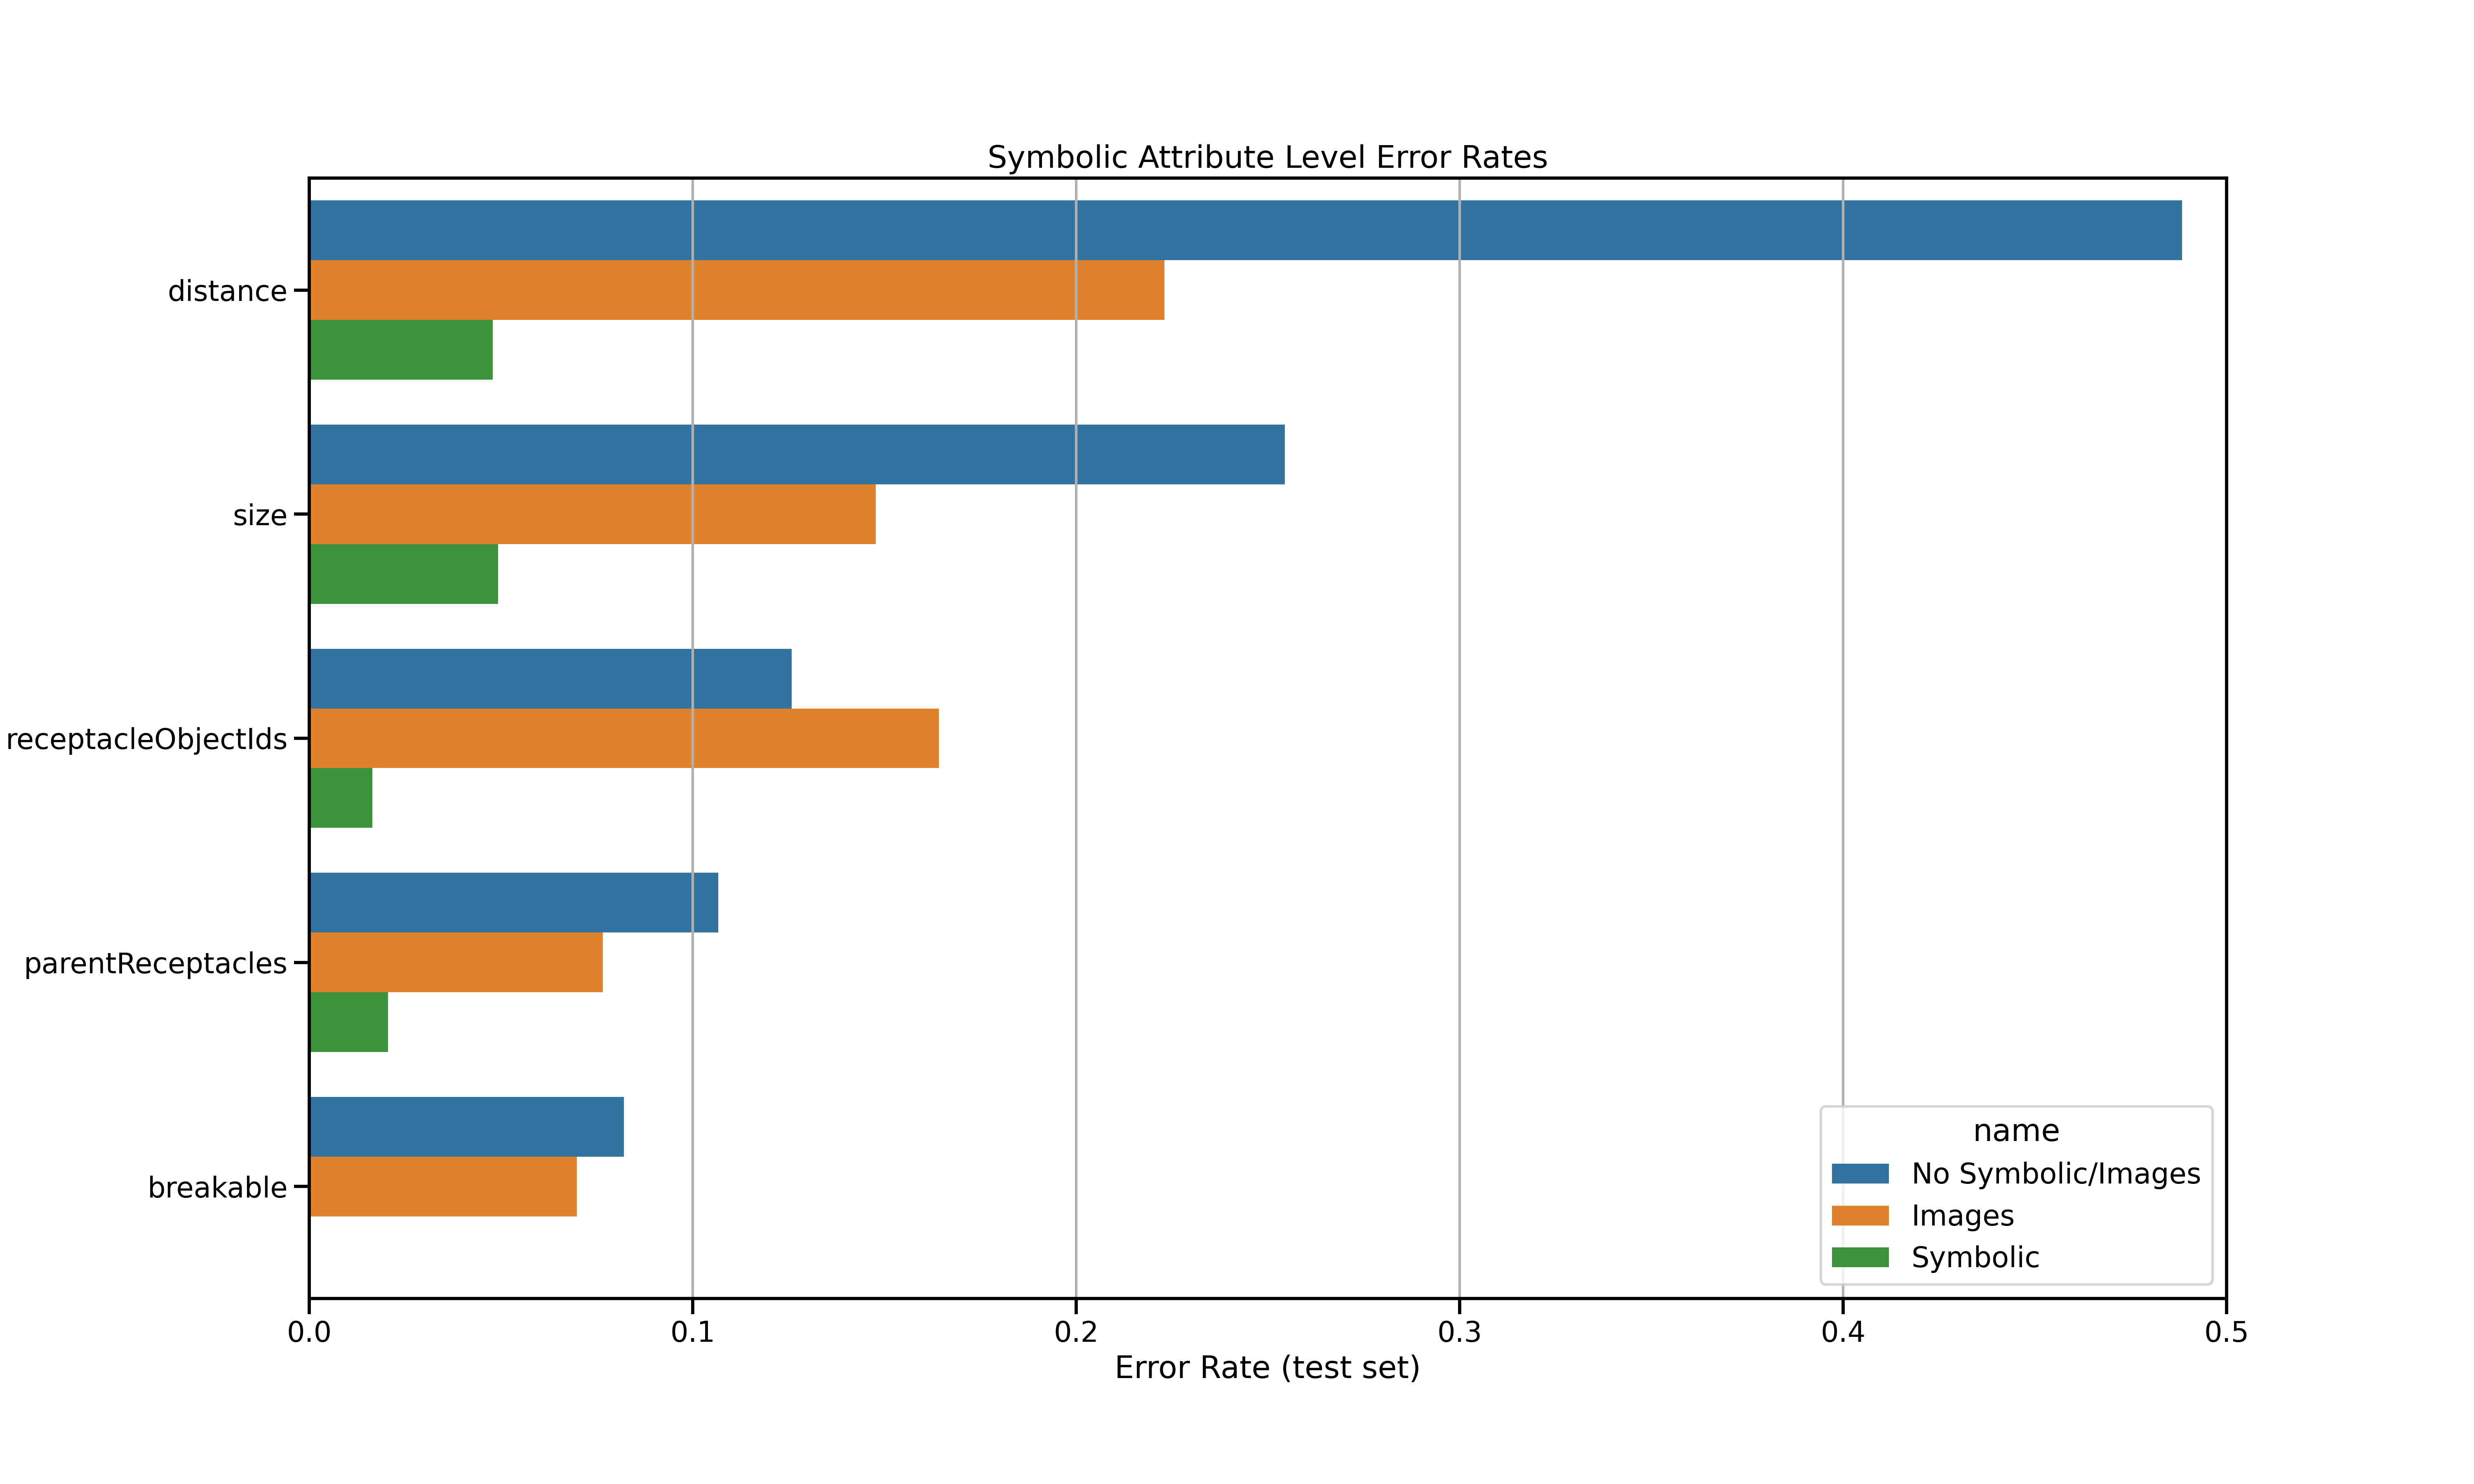 Symbolic Attribute Level Error Rates
distance
size
receptacleObjectIds
parentReceptacles
breakable
name
No Symbolic/Images
Images
Symbolic
0.0 0.1 0.2 0.3 0.4 0.5
Error Rate (test set)